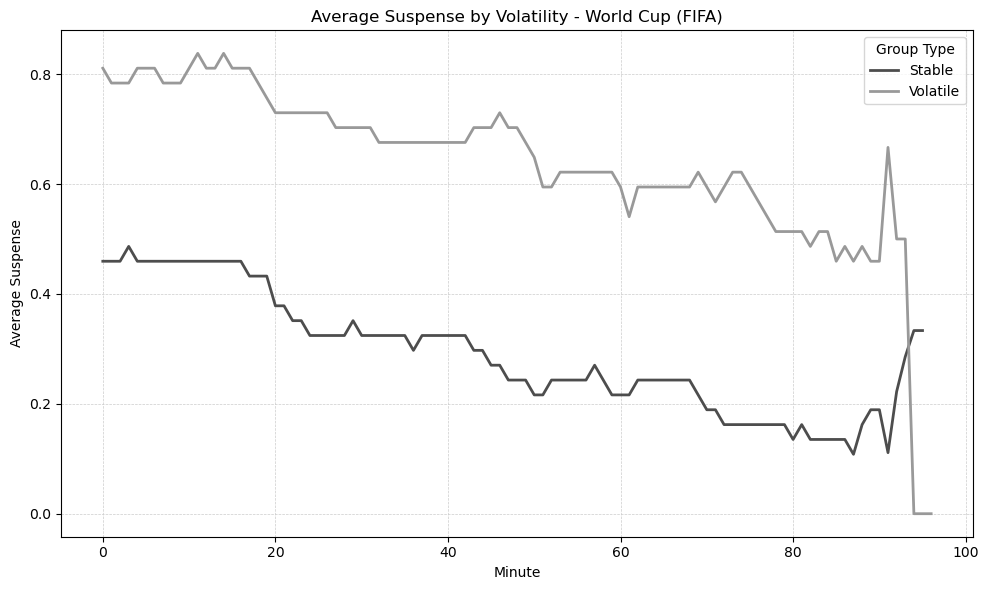 Average Suspense by Volatility - World Cup (FIFA)
Group Type
Stable
Volatile
Average Suspense
0.8
0.6
0.4
0.2
0.0
0 20 40 60 80 100
Minute